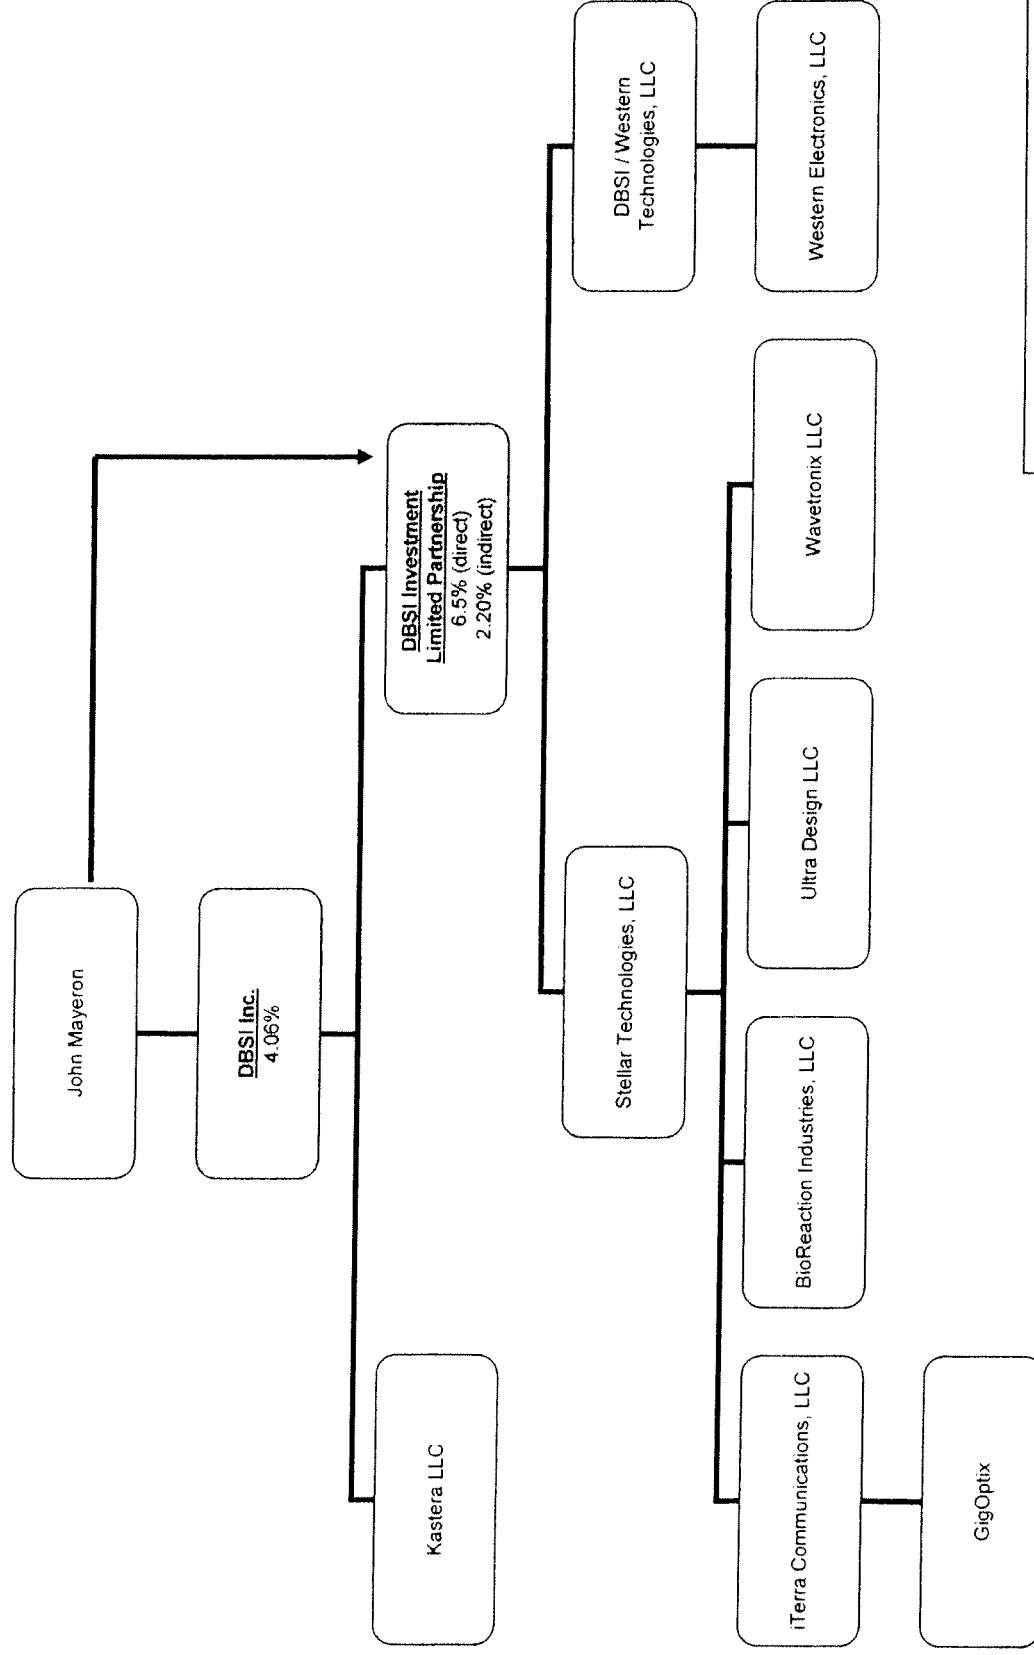 John Mayeron
DBSI Inc.
4.06%
Kastera LLC
DBSI Investment
Limited Partnership
6.5% (direct)
2.20% (indirect)
Stellar Technologies, LLC
DBSI / Western
Technologies, LLC
iTerra Communications, LLC
BioReaction Industries, LLC
Ultra Design LLC
Wavetronix LLC
Western Electronics, LLC
GigOptix